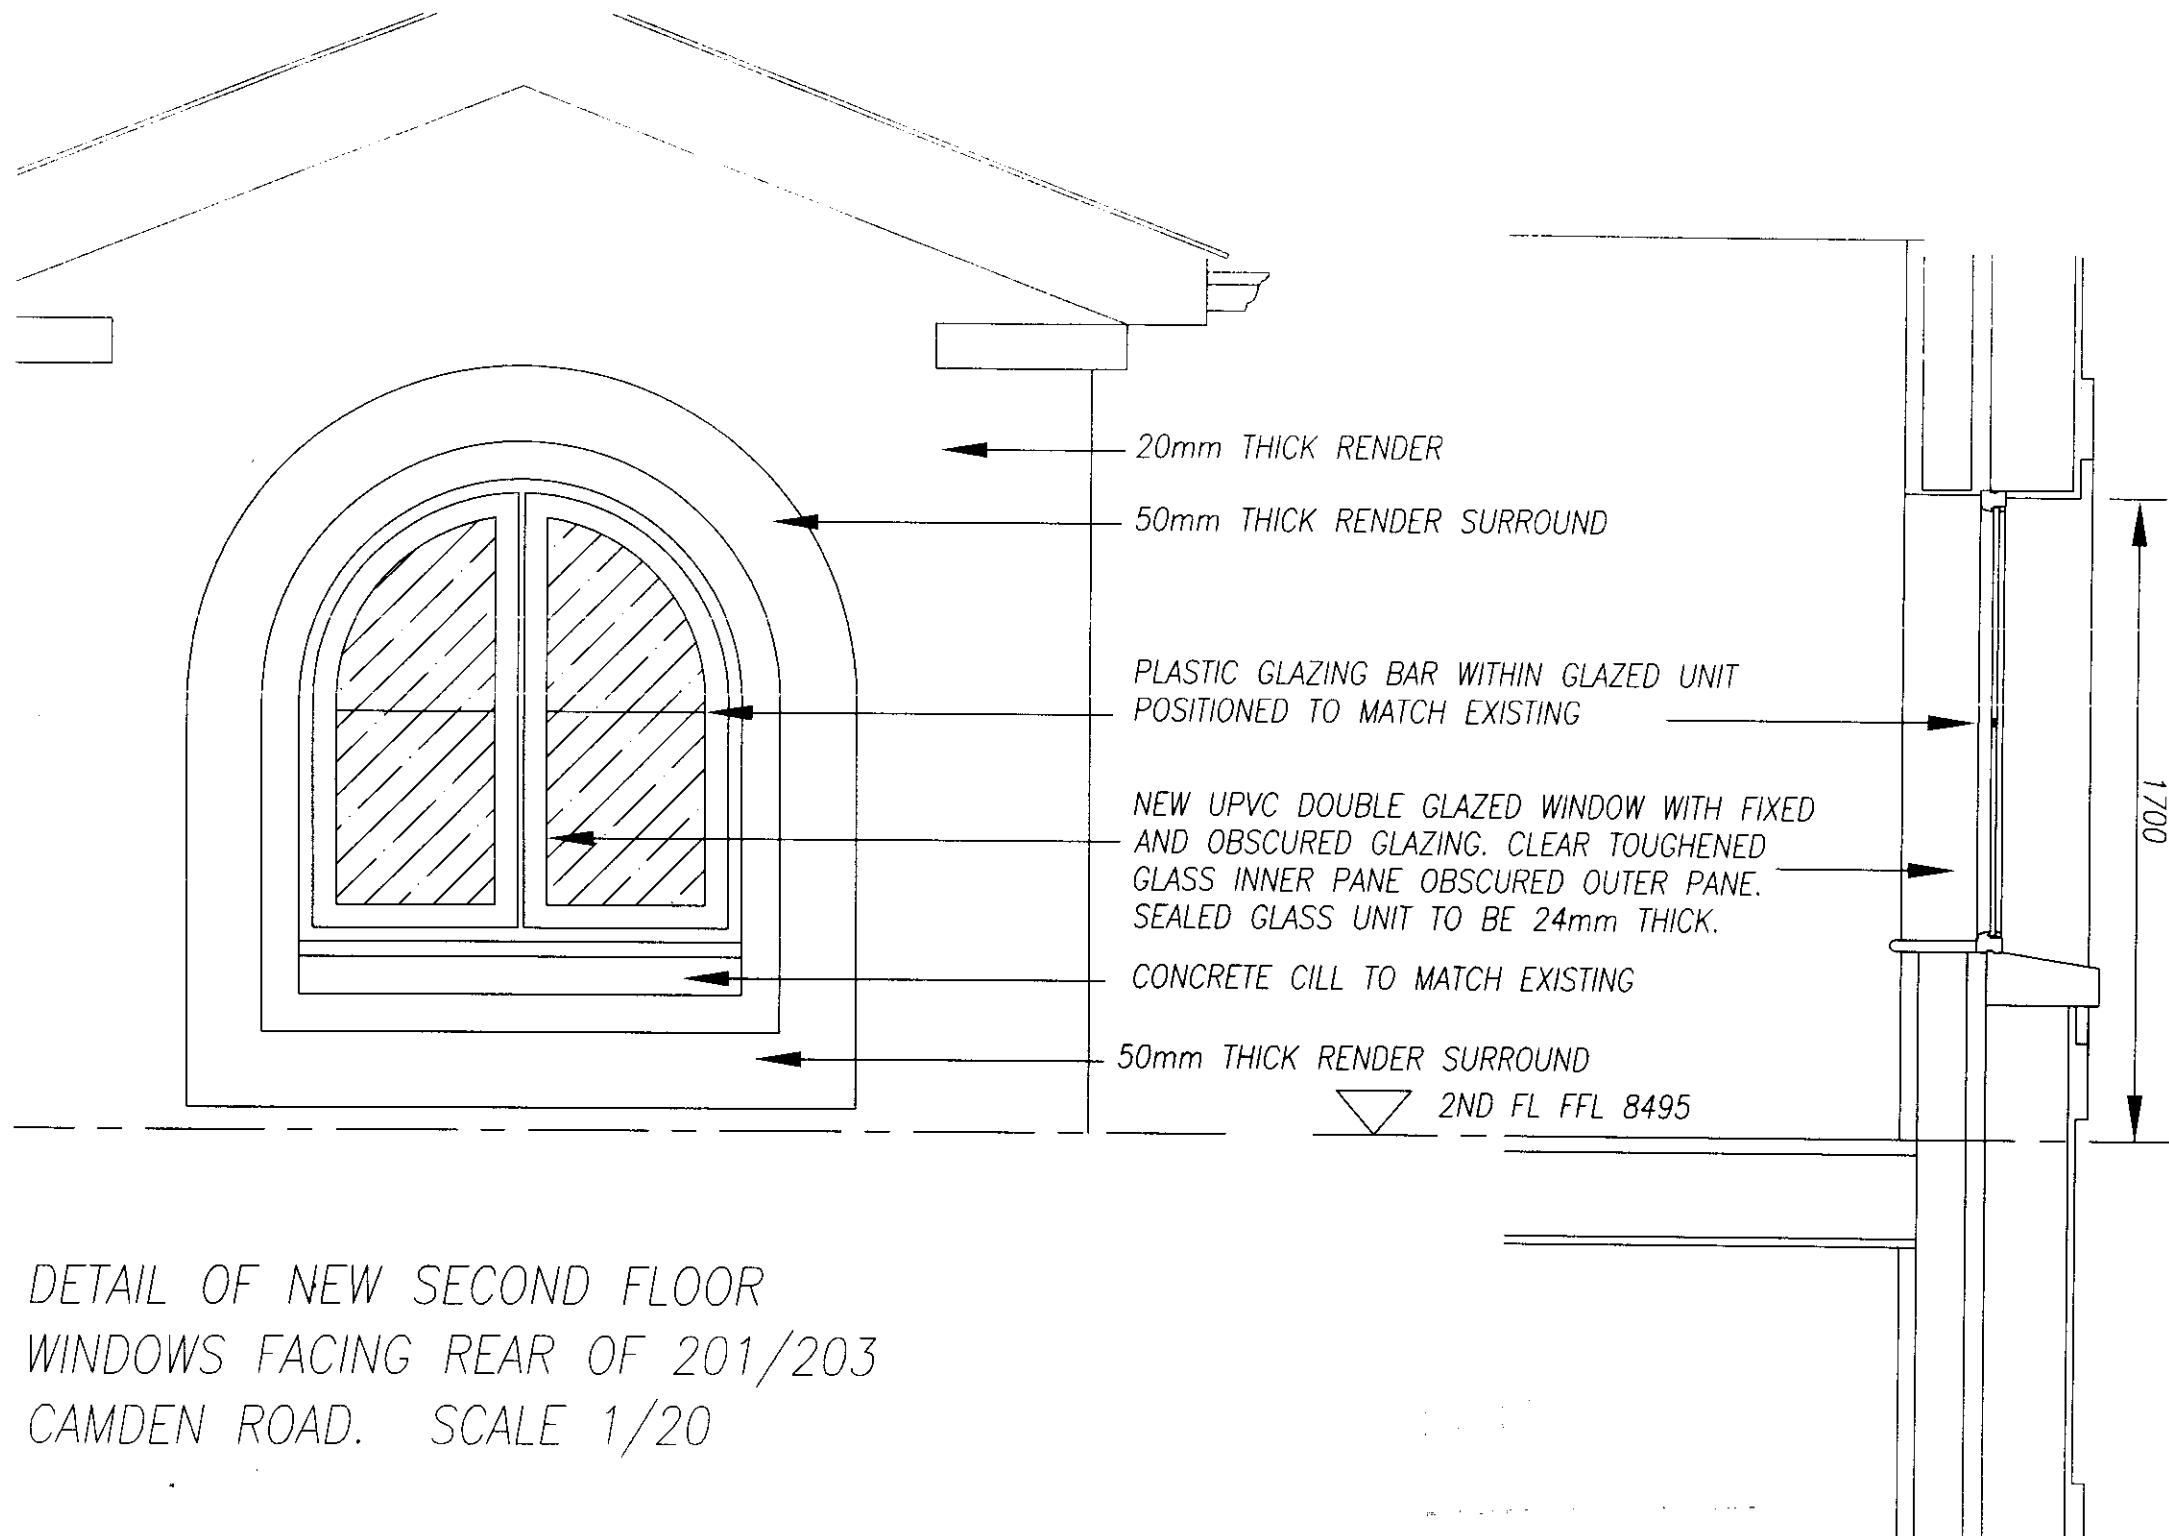 20mm THICK RENDER
50mm THICK RENDER SURROUND
PLASTIC GLAZING BAR WITHIN GLAZED UNIT
POSITIONED TO MATCH EXISTING
NEW UPVC DOUBLE GLAZED WINDOW WITH FIXED
AND OBSCURED GLAZING. CLEAR TOUGHENED
GLASS INNER PANE OBSCURED OUTER PANE.
SEALED GLASS UNIT TO BE 24mm THICK.
CONCRETE CILL TO MATCH EXISTING
50mm THICK RENDER SURROUND
2ND FL FFL 8495
1700
DETAIL OF NEW SECOND FLOOR
WINDOWS FACING REAR OF 201/203
CAMDEN ROAD. SCALE 1/20